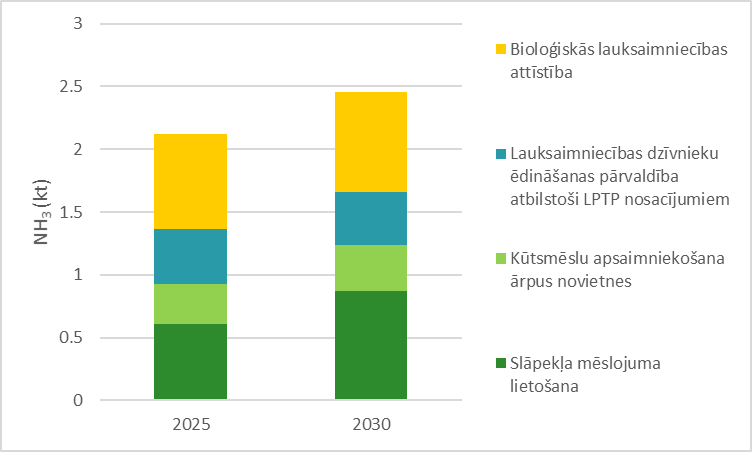 3
2.5
2
1.5
1
0.5
0
NH₃ (kt)
2025
2030
Bioloģiskās lauksaimniecības
attīstība
Lauksaimniecības dzīvnieku
ēdināšanas pārvaldība
atbilstoši LPTP nosacījumiem
Kūtsmēslu apsaimniekošana
ārpus novietnes
Slāpekļa mēslojuma
lietošana